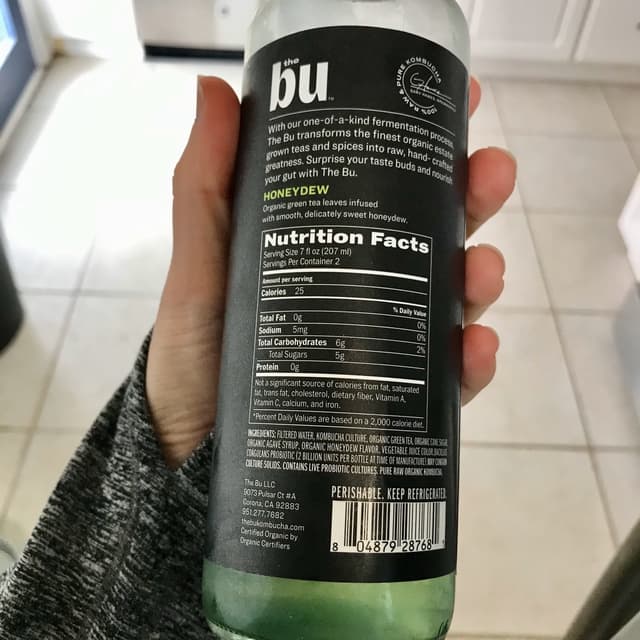 the
bu
100% RAW & PURE KOMBUCHA
With our one-of-a-kind fermentation process,
The Bu transforms the finest organic estate
grown teas and spices into raw, hand- crafted
greatness. Surprise your taste buds and nourish
your gut with The Bu.
HONEYDEW
Organic green tea leaves infused
with smooth, delicately sweet honeydew.
Nutrition Facts
Serving Size 7 fl oz (207 ml)
Servings Per Container 2
Amount per serving
Calories 25
% Daily Value
Total Fat 0g 0%
Sodium 5mg 0%
Total Carbohydrates 6g 2%
Total Sugars 5g
Protein 0g
Not a significant source of calories from fat, saturated
fat, trans fat, cholesterol, dietary fiber, Vitamin A,
Vitamin C, calcium, and iron.
*Percent Daily Values are based on a 2,000 calorie diet.
INGREDIENTS: FILTERED WATER, KOMBUCHA CULTURE, ORGANIC GREEN TEA, ORGANIC CANE SUGAR,
ORGANIC AGAVE SYRUP, ORGANIC HONEYDEW FLAVOR, VEGETABLE JUICE COLOR, BACILLUS
COAGULANS PROBIOTIC (2 BILLION UNITS PER BOTTLE AT TIME OF MANUFACTURE). MAY CONTAIN
CULTURE SOLIDS. CONTAINS LIVE PROBIOTIC CULTURES. PURE RAW ORGANIC KOMBUCHA.
The Bu LLC
9073 Pulsar Ct #A
Corona, CA 92883
951.277.7682
thebukombucha.com
Certified Organic by
Organic Certifiers
PERISHABLE. KEEP REFRIGERATED.
8 04879 28768